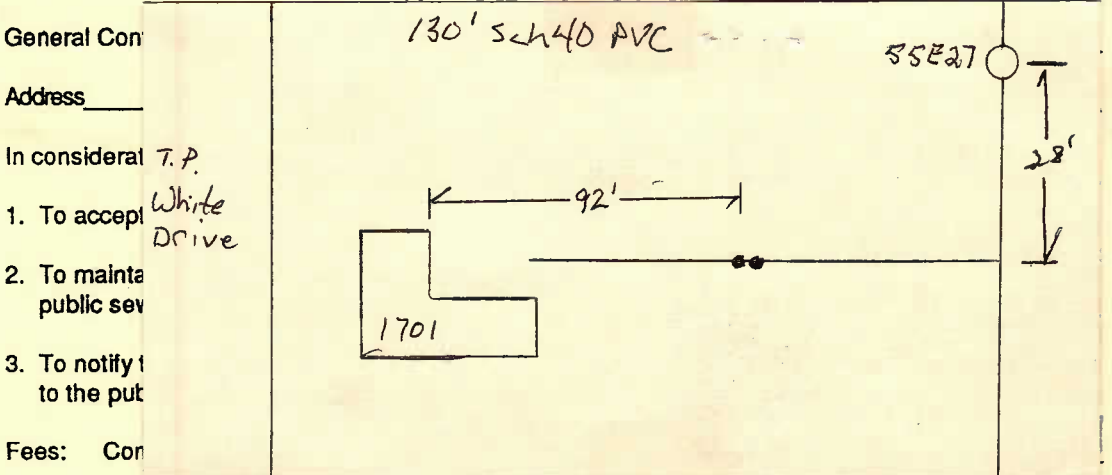 General Con
Address
In considerat
1. To accept
2. To mainta
public sev
3. To notify t
to the pub
Fees: Con
T.P.
White
Drive
130' Sch40 PVC
55E27
28'
92'
1701